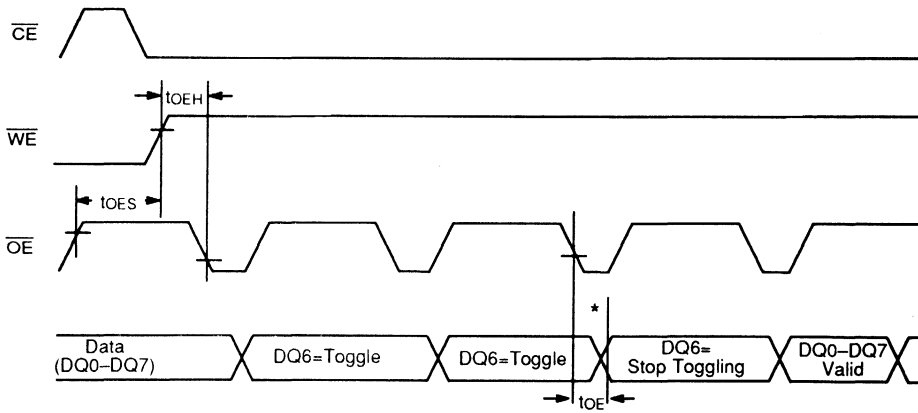 CE
tOEH
WE
tOES
OE
*
Data
(DQ0–DQ7)
DQ6=Toggle
DQ6=Toggle
DQ6=
Stop Toggling
DQ0–DQ7
Valid
tOE